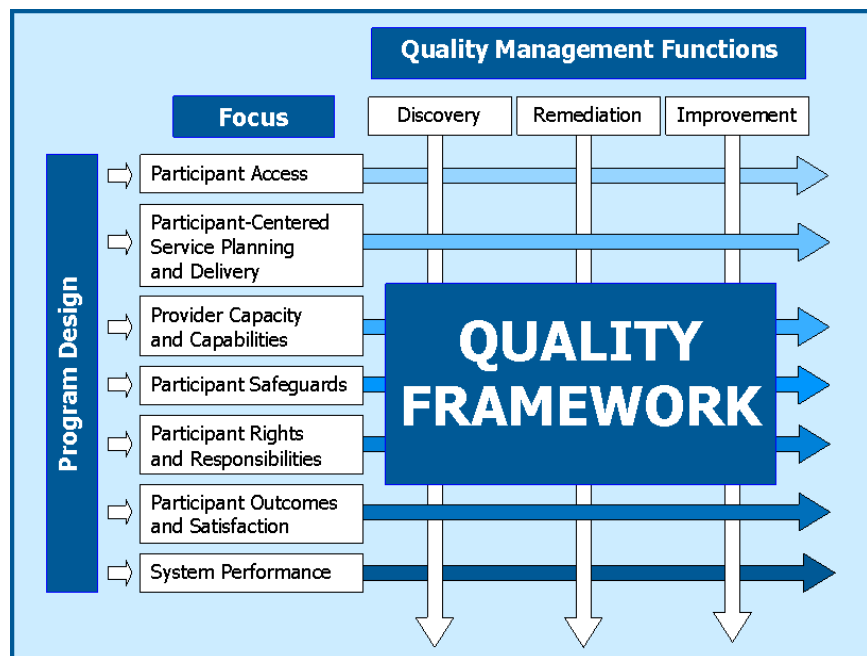 Quality Management Functions
Focus
Discovery
Remediation
Improvement
Program Design
Participant Access
Participant-Centered
Service Planning
and Delivery
Provider Capacity
and Capabilities
Participant Safeguards
Participant Rights
and Responsibilities
Participant Outcomes
and Satisfaction
System Performance
QUALITY
FRAMEWORK